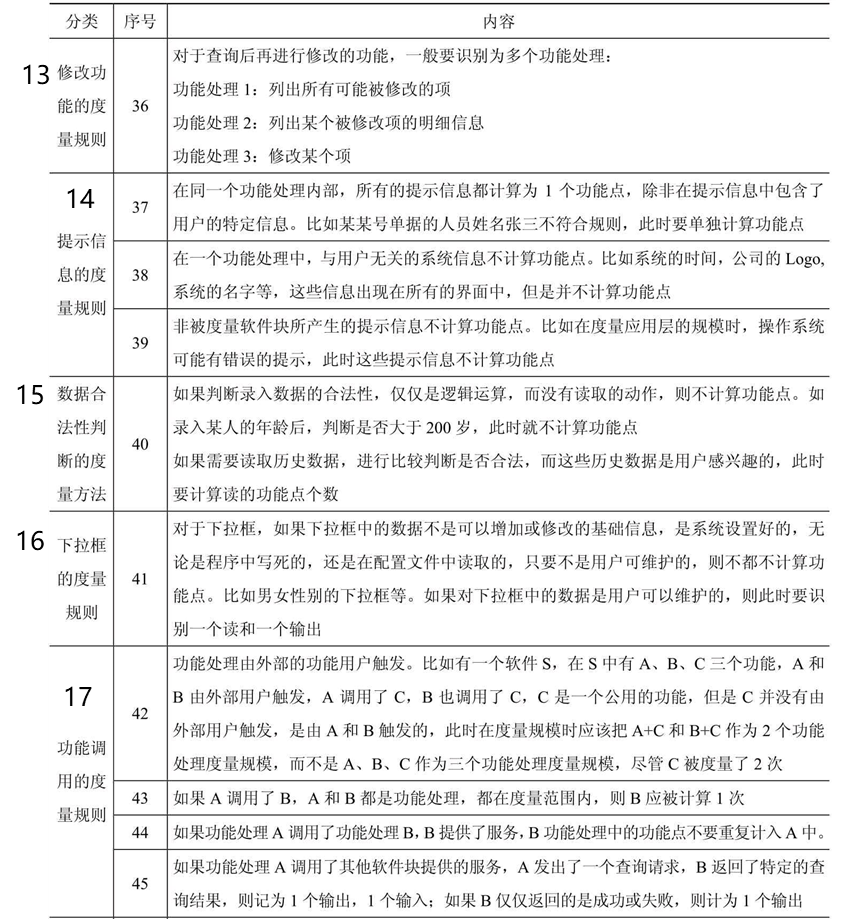 分类 序号 内容
13 修改功能的度量规则 36 对于查询后再进行修改的功能，一般要识别为多个功能处理：
功能处理 1：列出所有可能被修改的项
功能处理 2：列出某个被修改项的明细信息
功能处理 3：修改某个项
14 提示信息的度量规则 37 在同一个功能处理内部，所有的提示信息都计算为 1 个功能点，除非在提示信息中包含了
用户的特定信息。比如某某号单据的人员姓名张三不符合规则，此时要单独计算功能点
38 在一个功能处理中，与用户无关的系统信息不计算功能点。比如系统的时间，公司的 Logo,
系统的名字等，这些信息出现在所有的界面中，但是并不计算功能点
39 非被度量软件块所产生的提示信息不计算功能点。比如在度量应用层的规模时，操作系统
可能有错误的提示，此时这些提示信息不计算功能点
15 数据合法性判断的度量方法 40 如果判断录入数据的合法性，仅仅是逻辑运算，而没有读取的动作，则不计算功能点。如
录入某人的年龄后，判断是否大于 200 岁，此时就不计算功能点
如果需要读取历史数据，进行比较判断是否合法，而这些历史数据是用户感兴趣的，此时
要计算读的功能点个数
16 下拉框的度量规则 41 对于下拉框，如果下拉框中的数据不是可以增加或修改的基础信息，是系统设置好的，无
论是程序中写死的，还是在配置文件中读取的，只要不是用户可维护的，则不都不计算功
能点。比如男女性别的下拉框等。如果对下拉框中的数据是用户可以维护的，则此时要识
别一个读和一个输出
17 功能调用的度量规则 42 功能处理由外部的功能用户触发。比如有一个软件 S，在 S 中有 A、B、C 三个功能，A 和
B 由外部用户触发，A 调用了 C，B 也调用了 C，C 是一个公用的功能，但是 C 并没有由
外部用户触发，是由 A 和 B 触发的，此时在度量规模时应该把 A+C 和 B+C 作为 2 个功能
处理度量规模，而不是 A、B、C 作为三个功能处理度量规模，尽管 C 被度量了 2 次
43 如果 A 调用了 B，A 和 B 都是功能处理，都在度量范围内，则 B 应被计算 1 次
44 如果功能处理 A 调用了功能处理 B，B 提供了服务，B 功能处理中的功能点不要重复计入 A 中。
45 如果功能处理 A 调用了其他软件块提供的服务，A 发出了一个查询请求，B 返回了特定的查
询结果，则记为 1 个输出，1 个输入；如果 B 仅仅返回的是成功或失败，则计为 1 个输出